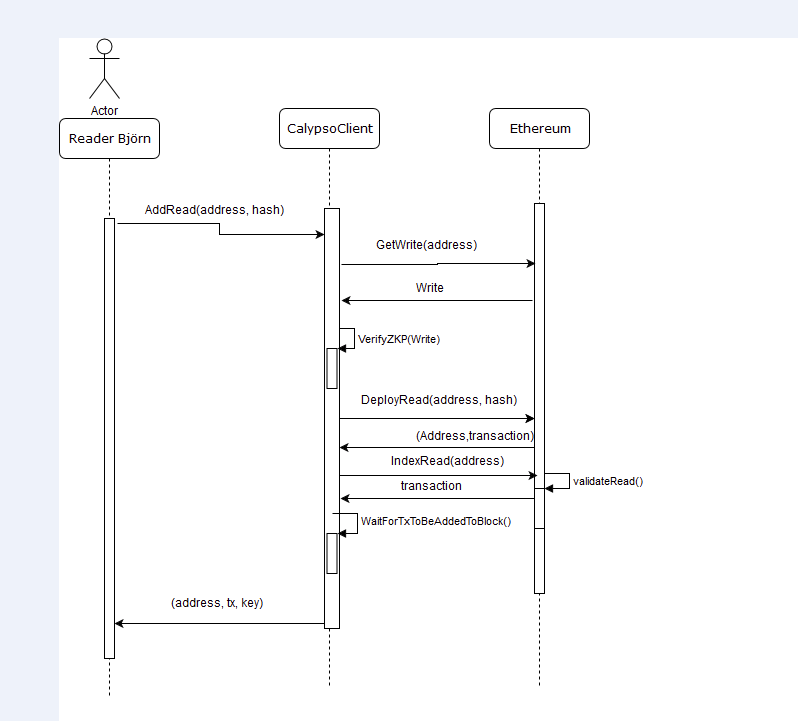 Actor
Reader Björn
CalypsoClient
Ethereum
AddRead(address, hash)
GetWrite(address)
Write
VerifyZKP(Write)
DeployRead(address, hash)
(Address,transaction)
IndexRead(address)
validateRead()
transaction
WaitForTxToBeAddedToBlock()
(address, tx, key)